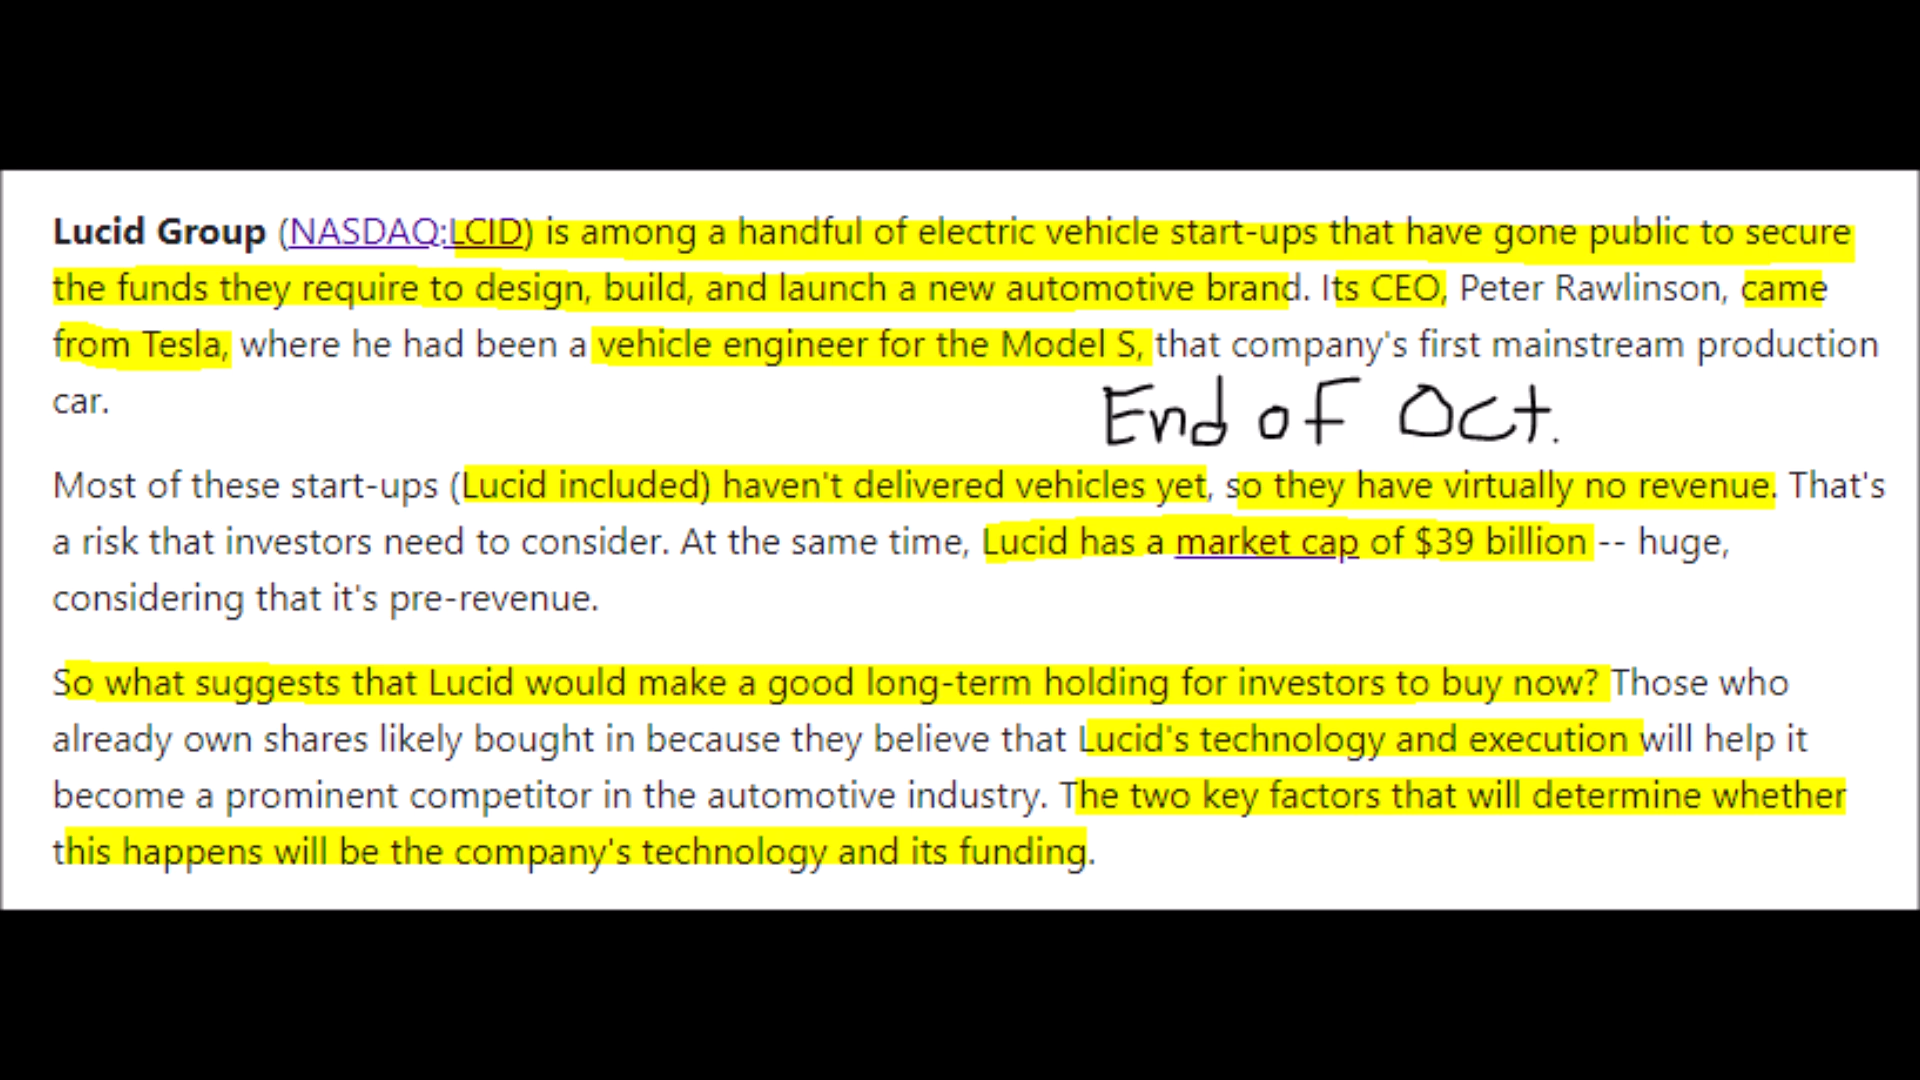 Lucid Group (NASDAQ:LCID) is among a handful of electric vehicle start-ups that have gone public to secure
the funds they require to design, build, and launch a new automotive brand. Its CEO, Peter Rawlinson, came
from Tesla, where he had been a vehicle engineer for the Model S, that company's first mainstream production
car.
End of Oct.
Most of these start-ups (Lucid included) haven't delivered vehicles yet, so they have virtually no revenue. That's
a risk that investors need to consider. At the same time, Lucid has a market cap of $39 billion -- huge,
considering that it's pre-revenue.
So what suggests that Lucid would make a good long-term holding for investors to buy now? Those who
already own shares likely bought in because they believe that Lucid's technology and execution will help it
become a prominent competitor in the automotive industry. The two key factors that will determine whether
this happens will be the company's technology and its funding.